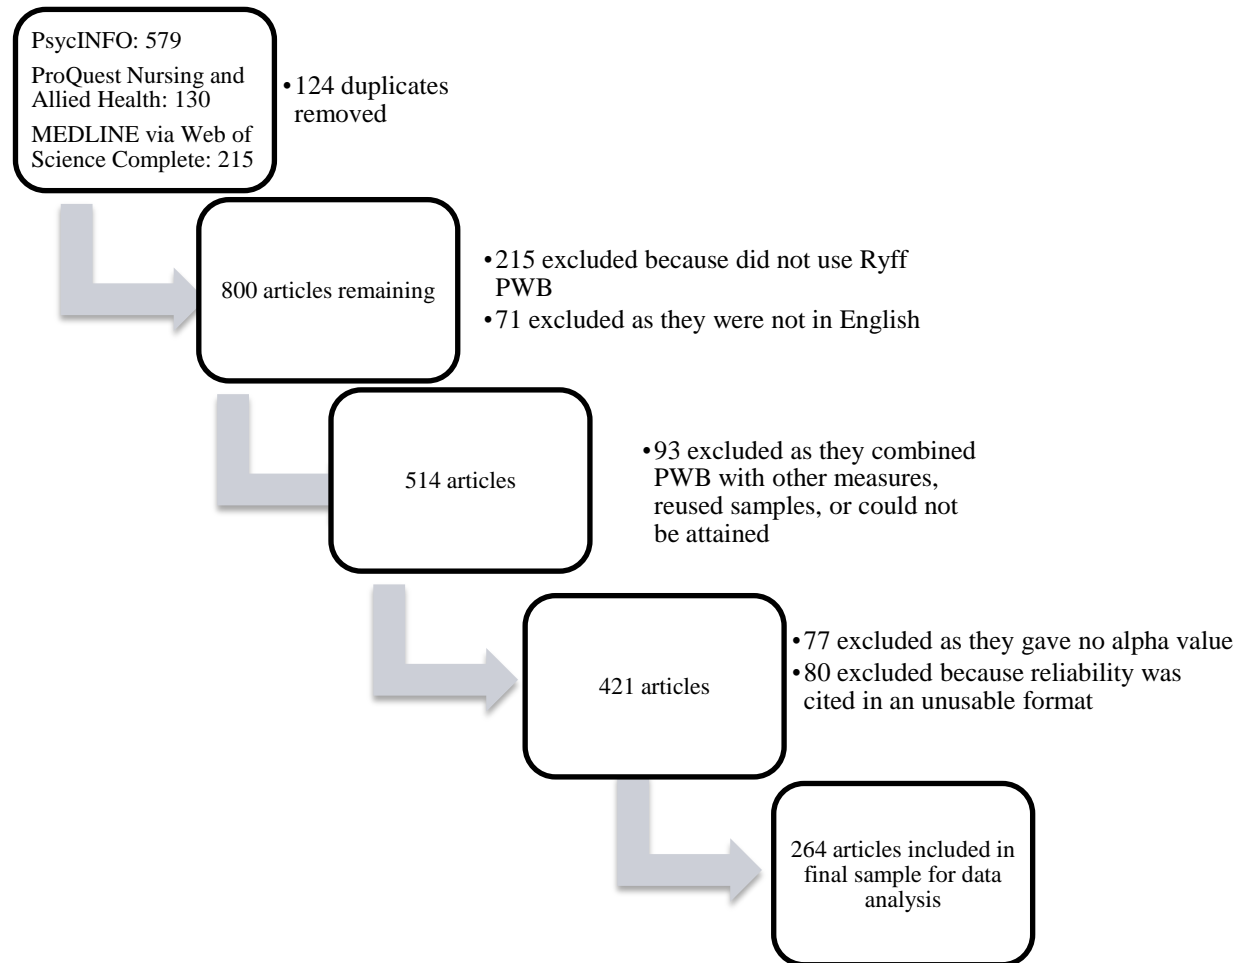 PsycINFO: 579
ProQuest Nursing and
Allied Health: 130
MEDLINE via Web of
Science Complete: 215
•124 duplicates
removed
800 articles remaining
•215 excluded because did not use Ryff
PWB
•71 excluded as they were not in English
514 articles
•93 excluded as they combined
PWB with other measures,
reused samples, or could not
be attained
421 articles
•77 excluded as they gave no alpha value
•80 excluded because reliability was
cited in an unusable format
264 articles included in
final sample for data
analysis